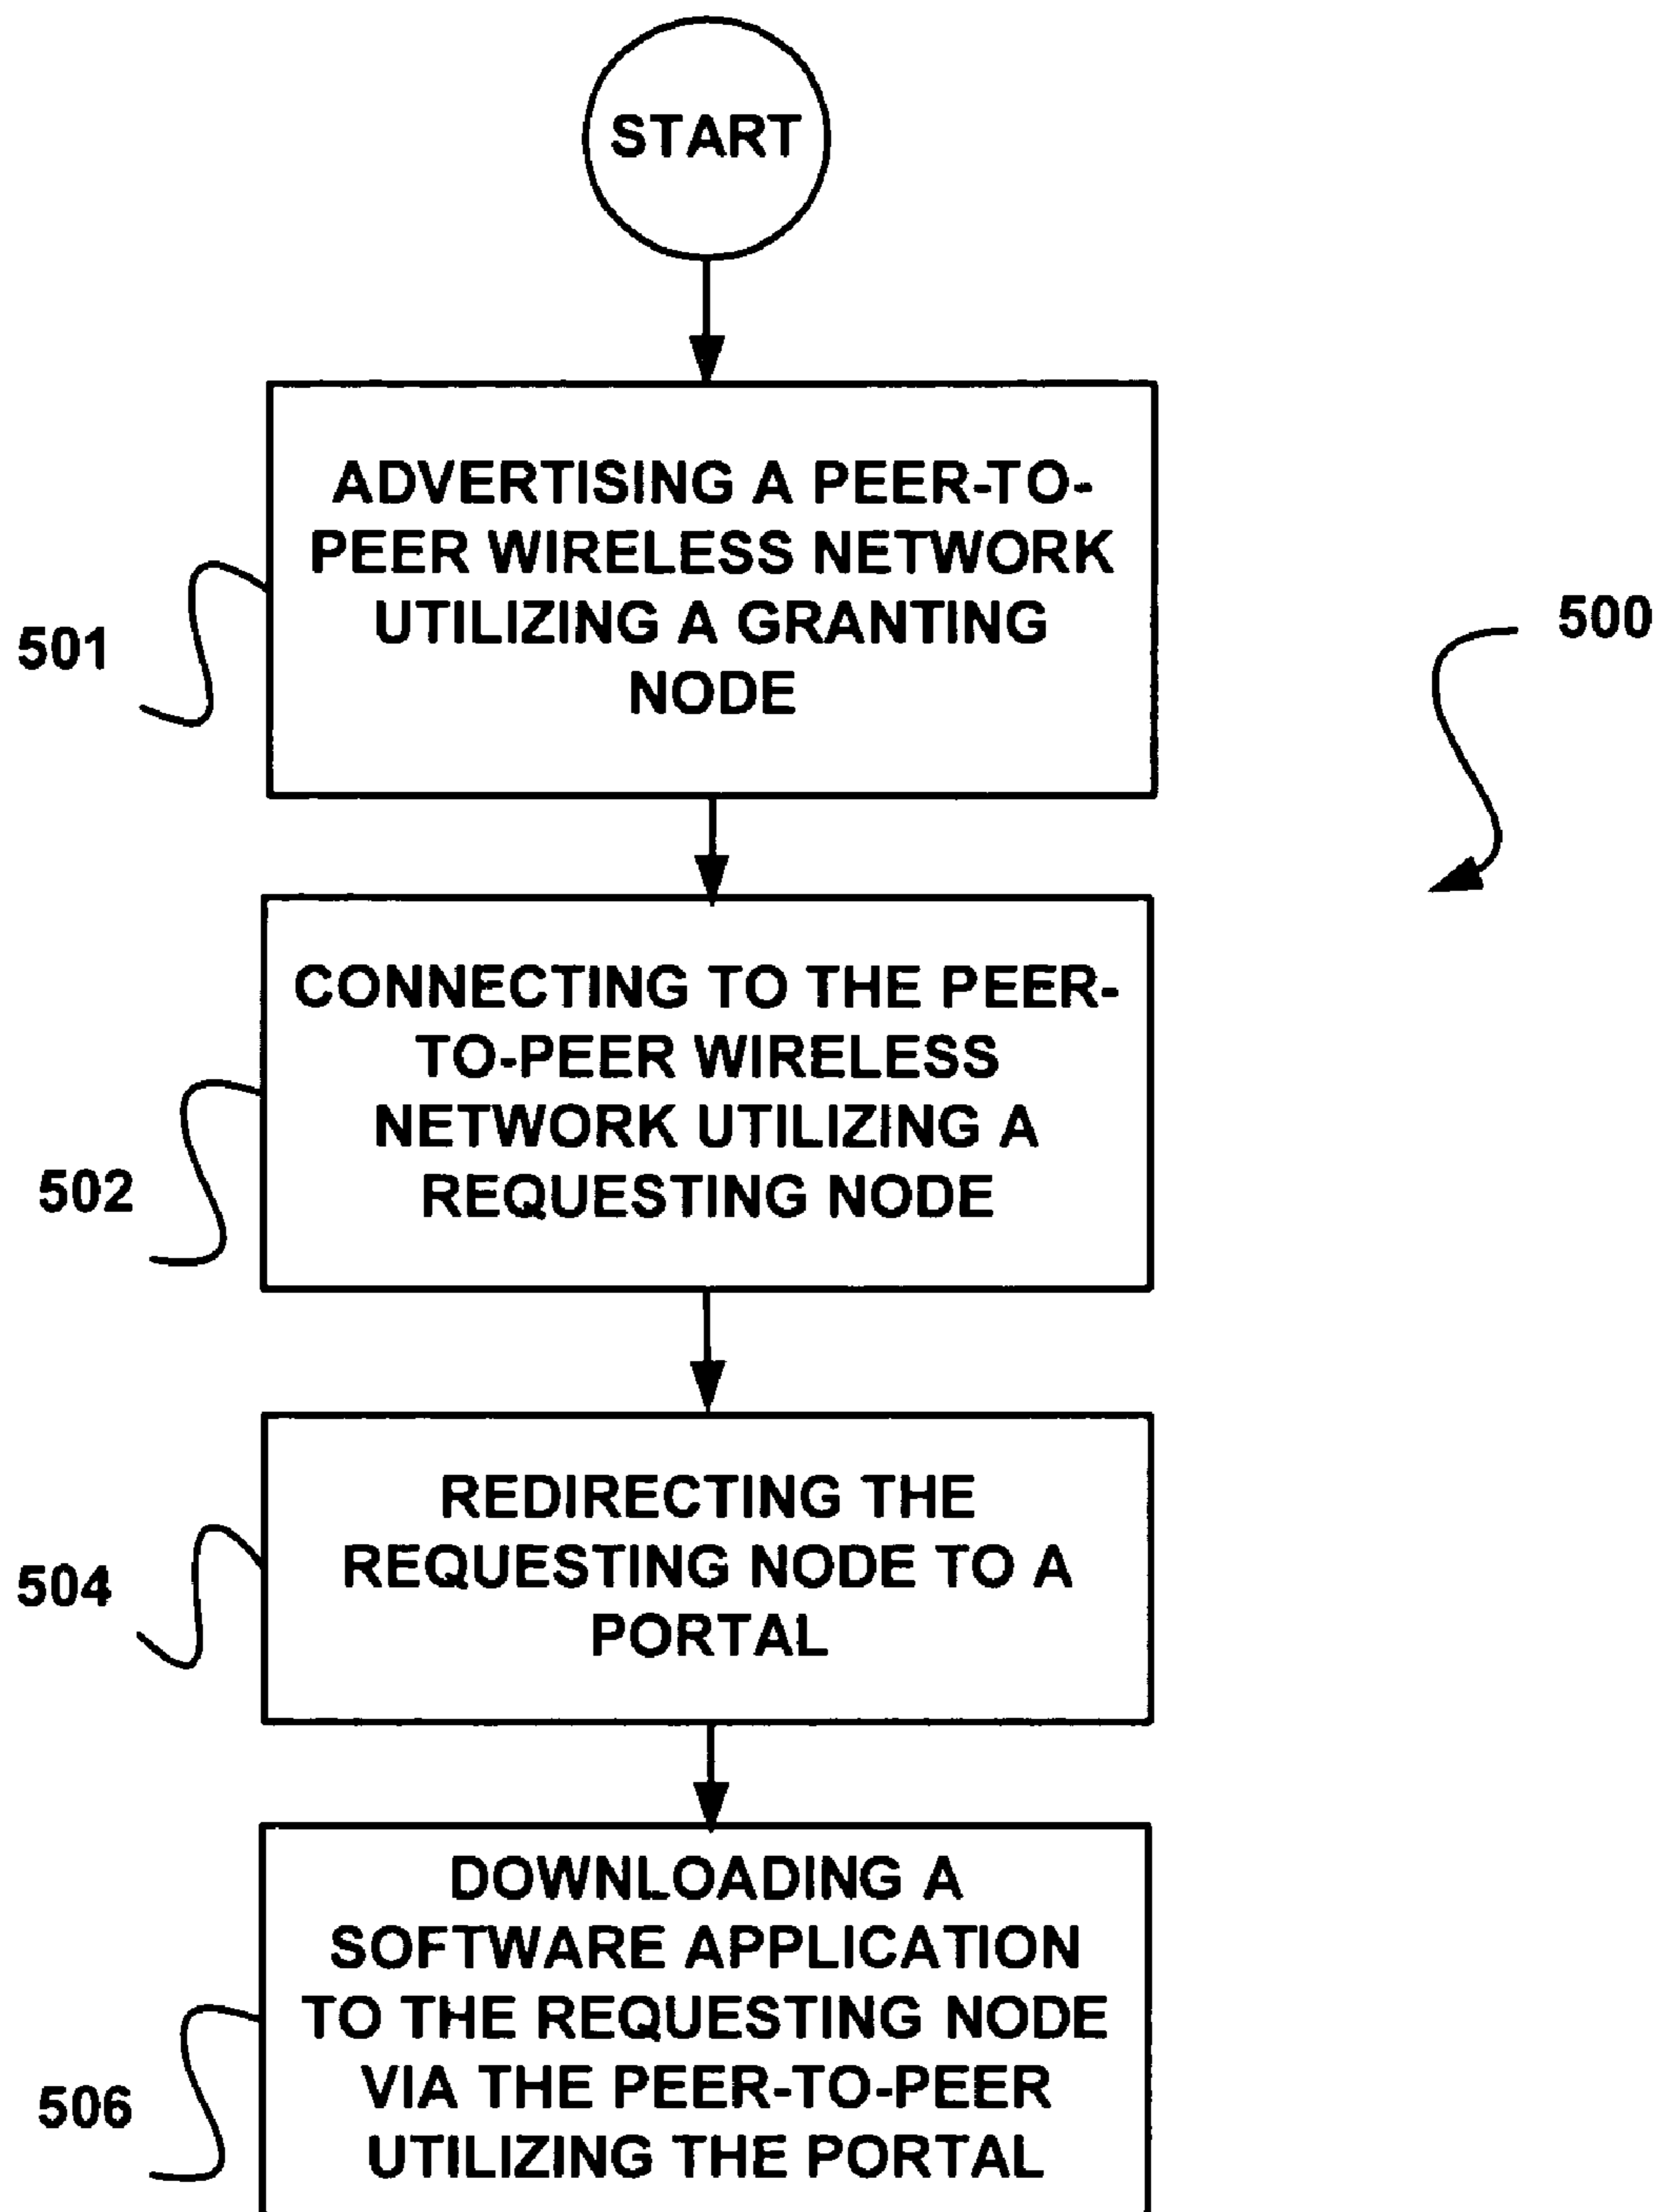 START
ADVERTISING A PEER-TO-
PEER WIRELESS NETWORK
UTILIZING A GRANTING
NODE
501
500
CONNECTING TO THE PEER-
TO-PEER WIRELESS
NETWORK UTILIZING A
REQUESTING NODE
502
REDIRECTING THE
REQUESTING NODE TO A
PORTAL
504
DOWNLOADING A
SOFTWARE APPLICATION
TO THE REQUESTING NODE
VIA THE PEER-TO-PEER
UTILIZING THE PORTAL
506